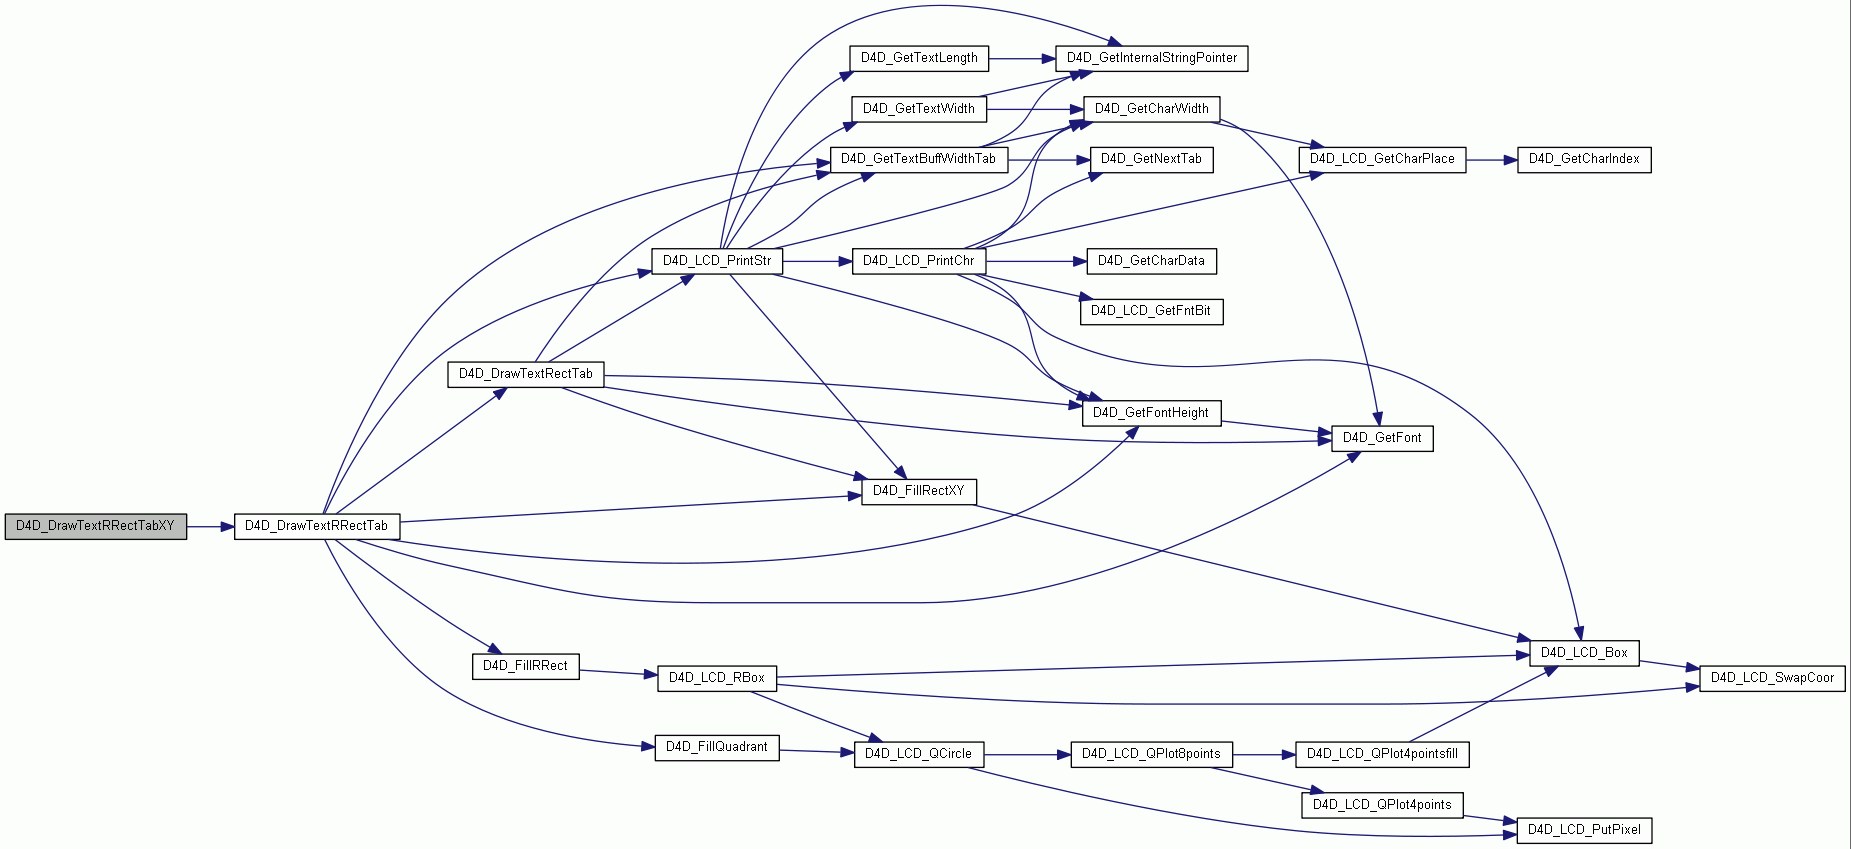 D4D_GetTextLength
D4D_GetInternalStringPointer
D4D_GetTextWidth
D4D_GetCharWidth
D4D_GetTextBuffWidthTab
D4D_GetNextTab
D4D_LCD_GetCharPlace
D4D_GetCharIndex
D4D_LCD_PrintStr
D4D_LCD_PrintChr
D4D_GetCharData
D4D_LCD_GetFntBit
D4D_DrawTextRectTab
D4D_GetFontHeight
D4D_GetFont
D4D_FillRectXY
D4D_DrawTextRRectTabXY
D4D_DrawTextRRectTab
D4D_LCD_Box
D4D_FillRRect
D4D_LCD_RBox
D4D_LCD_SwapCoor
D4D_FillQuadrant
D4D_LCD_QCircle
D4D_LCD_QPlot8points
D4D_LCD_QPlot4pointsfill
D4D_LCD_QPlot4points
D4D_LCD_PutPixel